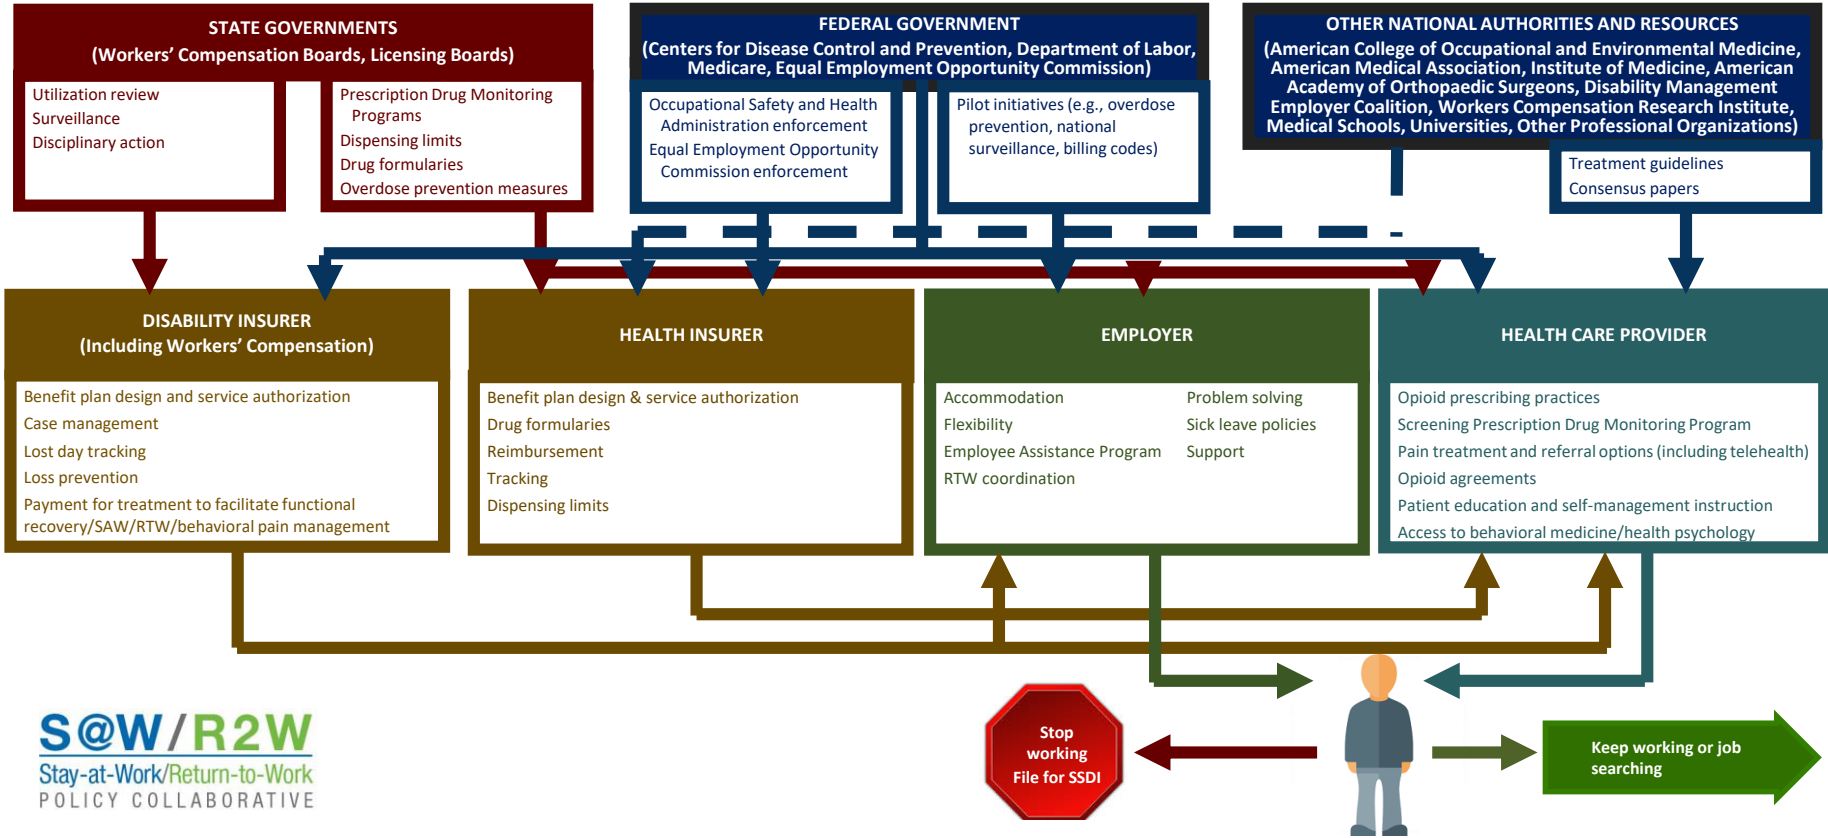 STATE GOVERNMENTS
(Workers’ Compensation Boards, Licensing Boards)
Utilization review
Surveillance
Disciplinary action
Prescription Drug Monitoring
Programs
Dispensing limits
Drug formularies
Overdose prevention measures
FEDERAL GOVERNMENT
(Centers for Disease Control and Prevention, Department of Labor,
Medicare, Equal Employment Opportunity Commission)
Occupational Safety and Health
Administration enforcement
Equal Employment Opportunity
Commission enforcement
Pilot initiatives (e.g., overdose
prevention, national
surveillance, billing codes)
OTHER NATIONAL AUTHORITIES AND RESOURCES
(American College of Occupational and Environmental Medicine,
American Medical Association, Institute of Medicine, American
Academy of Orthopaedic Surgeons, Disability Management
Employer Coalition, Workers Compensation Research Institute,
Medical Schools, Universities, Other Professional Organizations)
Treatment guidelines
Consensus papers
DISABILITY INSURER
(Including Workers’ Compensation)
Benefit plan design and service authorization
Case management
Lost day tracking
Loss prevention
Payment for treatment to facilitate functional
recovery/SAW/RTW/behavioral pain management
HEALTH INSURER
Benefit plan design & service authorization
Drug formularies
Reimbursement
Tracking
Dispensing limits
EMPLOYER
Accommodation
Flexibility
Employee Assistance Program
RTW coordination
Problem solving
Sick leave policies
Support
HEALTH CARE PROVIDER
Opioid prescribing practices
Screening Prescription Drug Monitoring Program
Pain treatment and referral options (including telehealth)
Opioid agreements
Patient education and self-management instruction
Access to behavioral medicine/health psychology
S@W/R2W
Stay-at-Work/Return-to-Work
POLICY COLLABORATIVE
Stop
working
File for SSDI
Keep working or job
searching